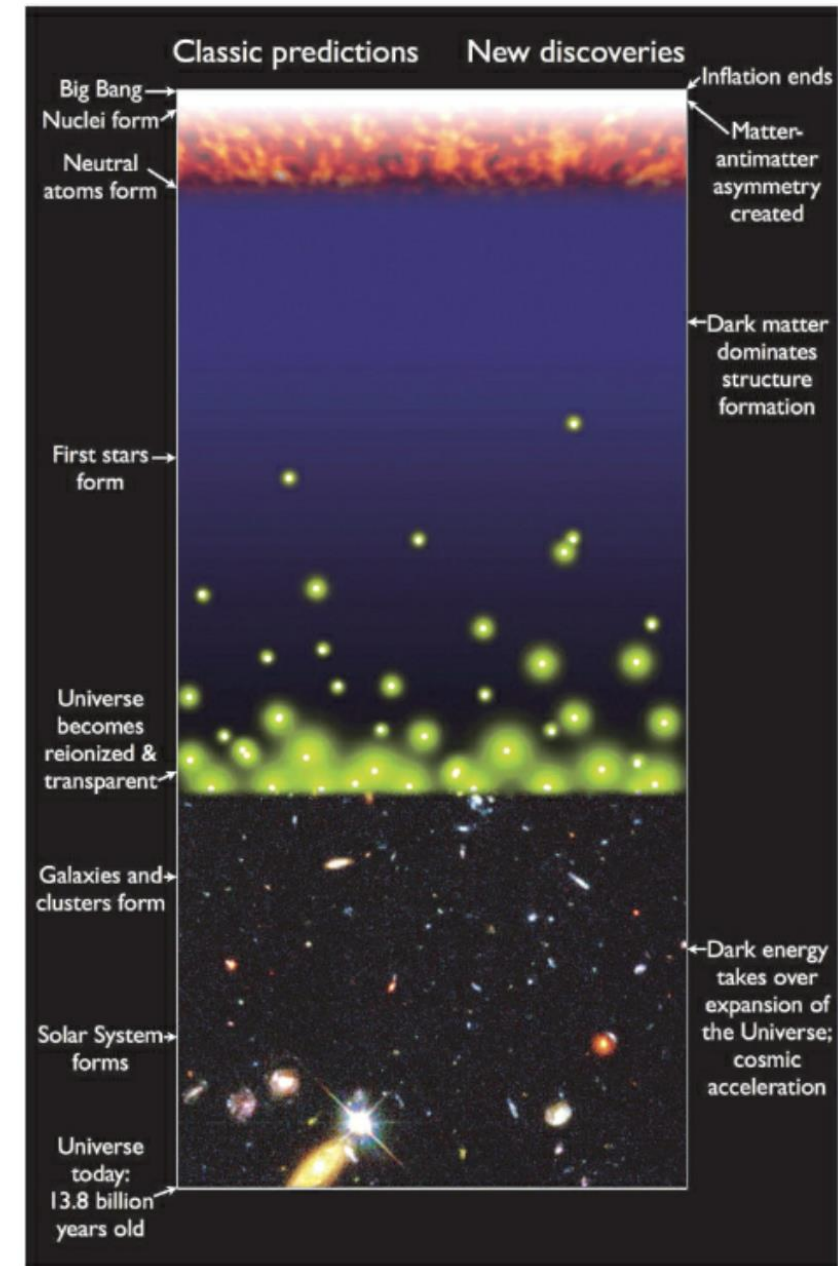 Classic predictions
New discoveries
Big Bang
Nuclei form
Neutral
atoms form
First stars
form
Universe
becomes
reionized &
transparent
Galaxies and
clusters form
Solar System
forms
Universe
today:
13.8 billion
years old
Inflation ends
Matter-
antimatter
asymmetry
created
Dark matter
dominates
structure
formation
Dark energy
takes over
expansion of
the Universe;
cosmic
acceleration